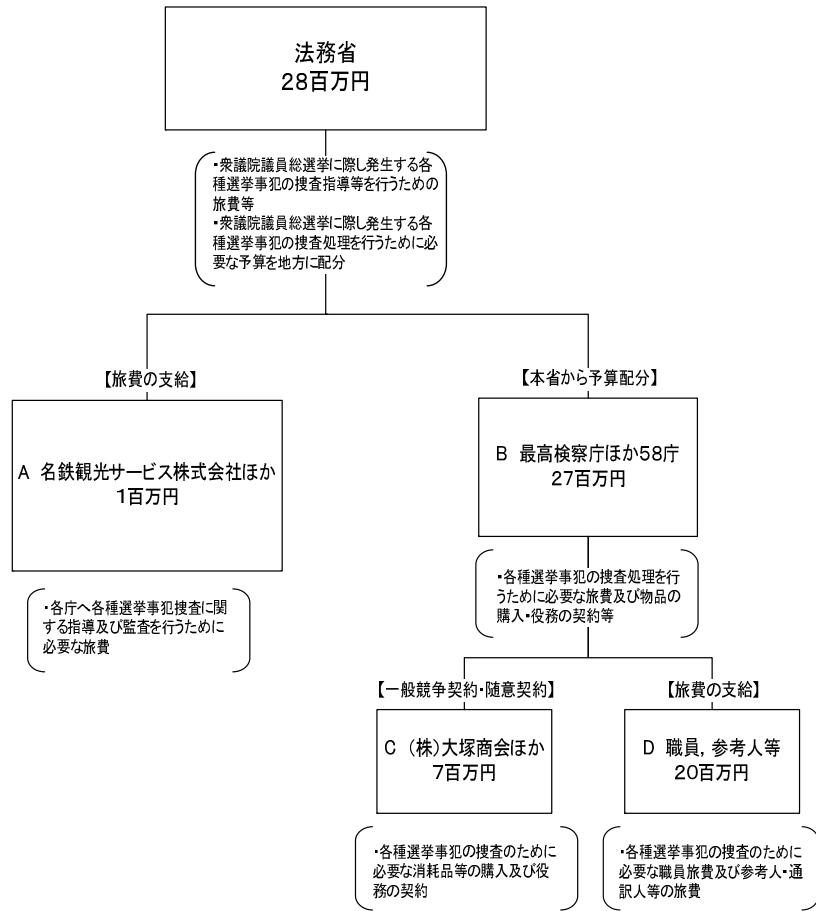 法務省
28百万円
・衆議院議員総選挙に際し発生する各
種選挙事犯の捜査指導等を行うための
旅費等
・衆議院議員総選挙に際し発生する各
種選挙事犯の捜査処理を行うために必
要な予算を地方に配分
【旅費の支給】
【本省から予算配分】
A 名鉄観光サービス株式会社ほか
1百万円
B 最高検察庁ほか58庁
27百万円
・各庁へ各種選挙事犯捜査に関
する指導及び監査を行うために
必要な旅費
・各種選挙事犯の捜査処理を行
うために必要な旅費及び物品の
購入・役務の契約等
【一般競争契約・随意契約】
【旅費の支給】
C (株)大塚商会ほか
7百万円
D 職員，参考人等
20百万円
・各種選挙事犯の捜査のために
必要な消耗品等の購入及び役
務の契約
・各種選挙事犯の捜査のために
必要な職員旅費及び参考人・通
訳人等の旅費